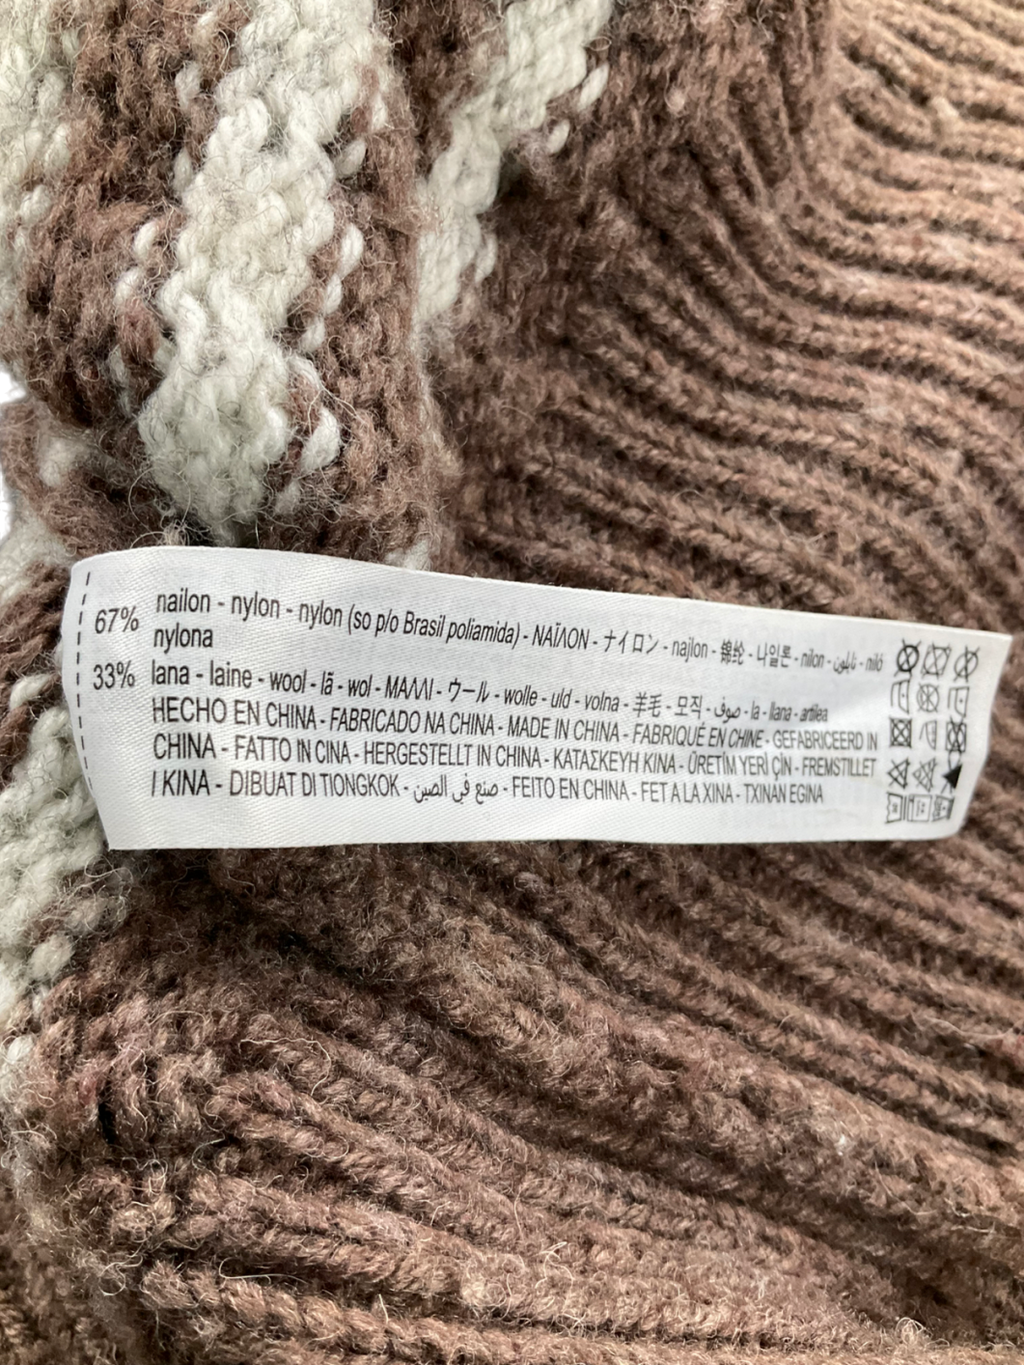 67% nailon - nylon - nylon (so p/o Brasil poliamida) - ΝΑΪΛΟΝ - ナイロン - najlon - 锦纶 - 나일론 - nilon - نايلون - niló
nylona
33% lana - laine - wool - lã - wol - ΜΑΛΛΙ - ウール - wolle - uld - volna - 羊毛 - 모직 - صوف - la - llana - artilea
HECHO EN CHINA - FABRICADO NA CHINA - MADE IN CHINA - FABRIQUÉ EN CHINE - GEFABRICEERD IN
CHINA - FATTO IN CINA - HERGESTELLT IN CHINA - ΚΑΤΑΣΚΕΥΗ ΚΙΝΑ - ÜRETİM YERİ ÇİN - FREMSTILLET
I KINA - DIBUAT DI TIONGKOK - صنع في الصين - FEITO EN CHINA - FET A LA XINA - TXINAN EGINA